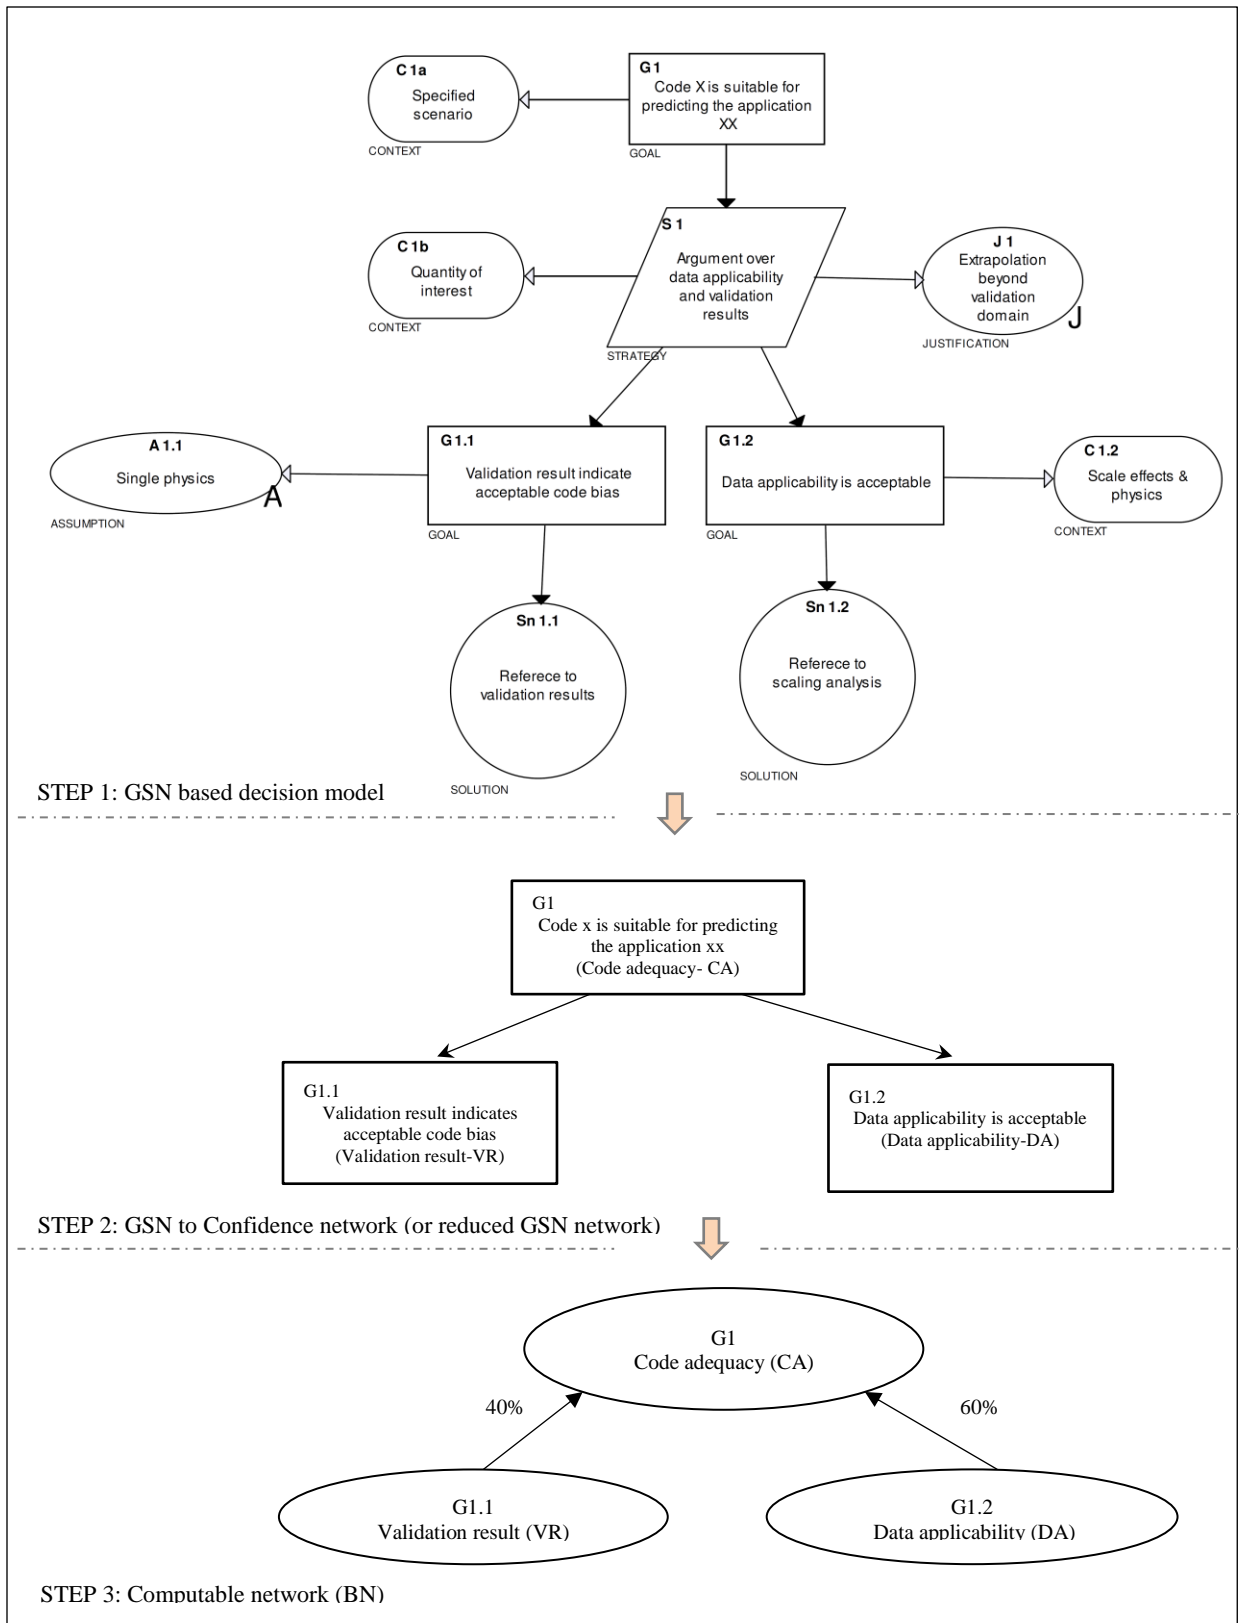 C 1a
Specified
scenario
CONTEXT
G 1
Code X is suitable for
predicting the application
XX
GOAL
C 1b
Quantity of
interest
CONTEXT
S 1
Argument over
data applicability
and validation
results
STRATEGY
J 1
Extrapolation
beyond
validation
domain
J
JUSTIFICATION
A 1.1
Single physics
A
ASSUMPTION
G 1.1
Validation result indicate
acceptable code bias
GOAL
G 1.2
Data applicability is acceptable
GOAL
C 1.2
Scale effects &
physics
CONTEXT
Sn 1.1
Referece to
validation results
SOLUTION
Sn 1.2
Referece to
scaling analysis
SOLUTION
STEP 1: GSN based decision model
G1
Code x is suitable for predicting
the application xx
(Code adequacy- CA)
G1.1
Validation result indicates
acceptable code bias
(Validation result-VR)
G1.2
Data applicability is acceptable
(Data applicability-DA)
STEP 2: GSN to Confidence network (or reduced GSN network)
G1
Code adequacy (CA)
40%
60%
G1.1
Validation result (VR)
G1.2
Data applicability (DA)
STEP 3: Computable network (BN)